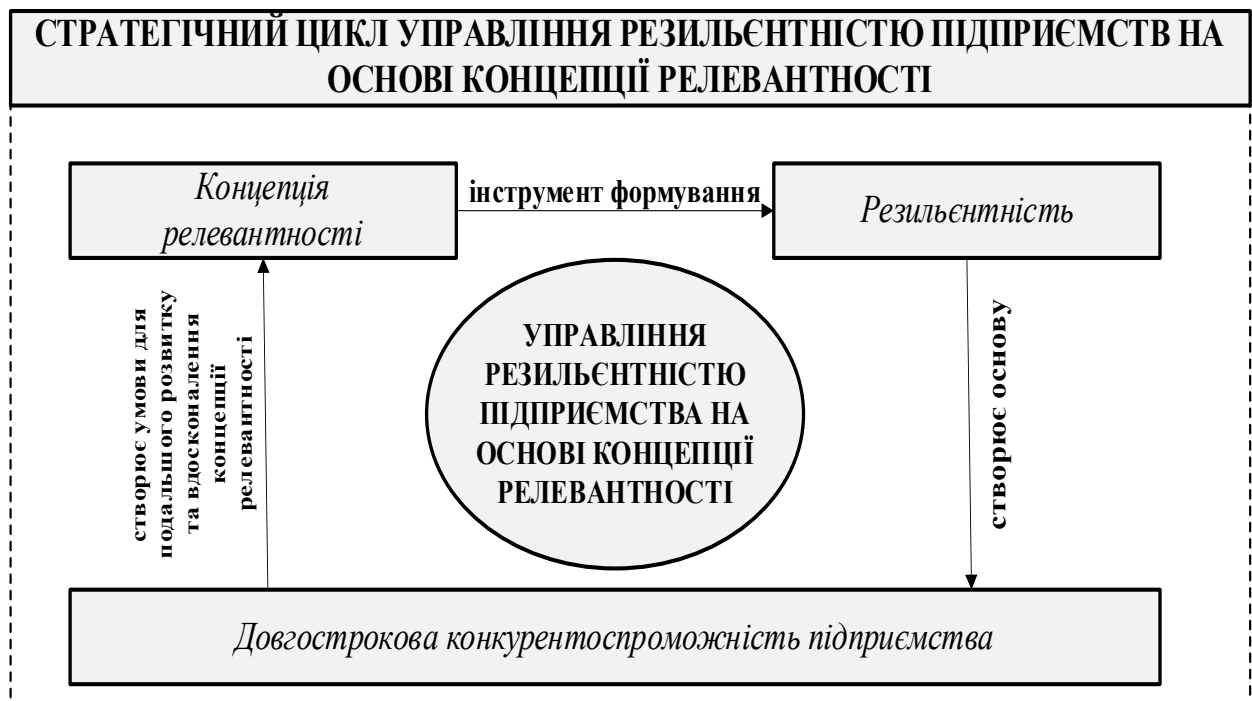 СТРАТЕГІЧНИЙ ЦИКЛ УПРАВЛІННЯ РЕЗИЛЬЄНТНІСТЮ ПІДПРИЄМСТВ НА
ОСНОВІ КОНЦЕПЦІЇ РЕЛЕВАНТНОСТІ
Концепція
релевантності
інструмент формування
Резильєнтність
створює умови для
подальшого розвитку
та вдосконалення
концепції
релевантності
УПРАВЛІННЯ
РЕЗИЛЬЄНТНІСТЮ
ПІДПРИЄМСТВА НА
ОСНОВІ КОНЦЕПЦІЇ
РЕЛЕВАНТНОСТІ
створює основу
Довгострокова конкурентоспроможність підприємства